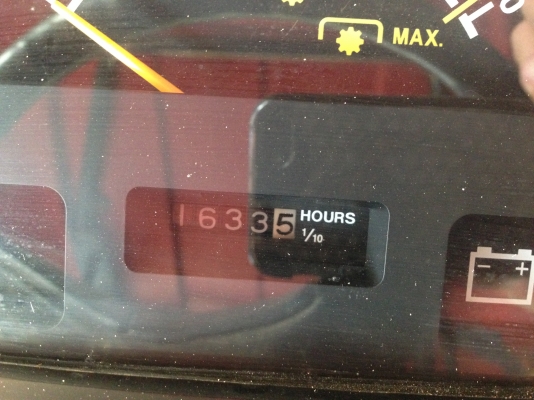 MAX.
16335 HOURS
1/10
- +